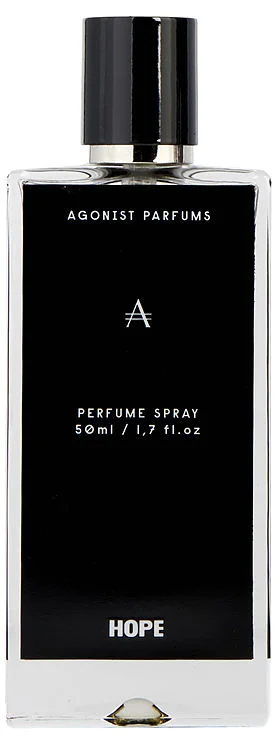 AGONIST PARFUMS
A
PERFUME SPRAY
50ml / 1,7 fl.oz
HOPE